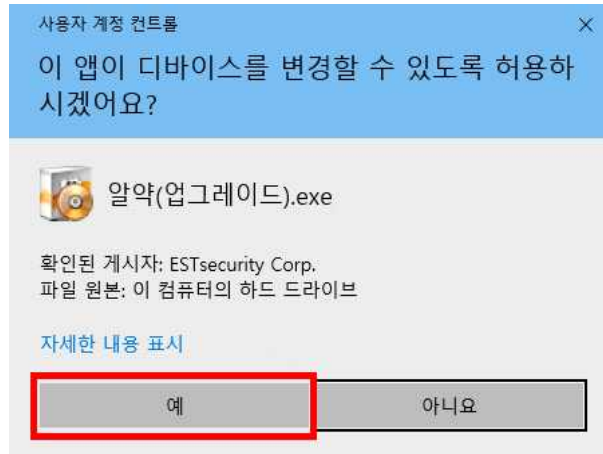 사용자 계정 컨트롤
이 앱이 디바이스를 변경할 수 있도록 허용하
시겠어요?
알약(업그레이드).exe
확인된 게시자: ESTsecurity Corp.
파일 원본: 이 컴퓨터의 하드 드라이브
자세한 내용 표시
예
아니요